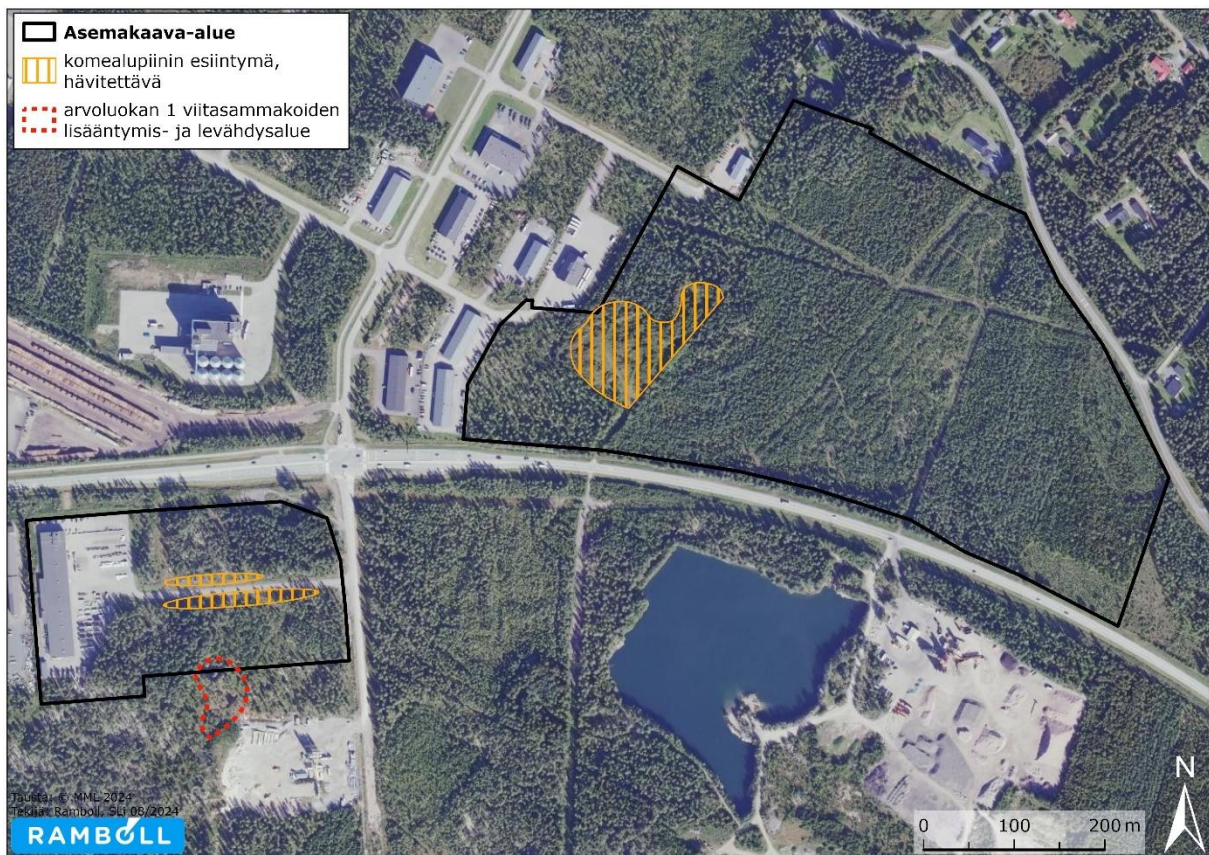 Asemakaava-alue
komealupiinin esiintymä,
hävitettävä
arvoluokan 1 viitasammakoiden
lisääntymis- ja levähdysalue
N
0 100 200 m
Tausta: © MML 2024
Tekijä: Ramboll, SLi 08/2024
RAMBOLL